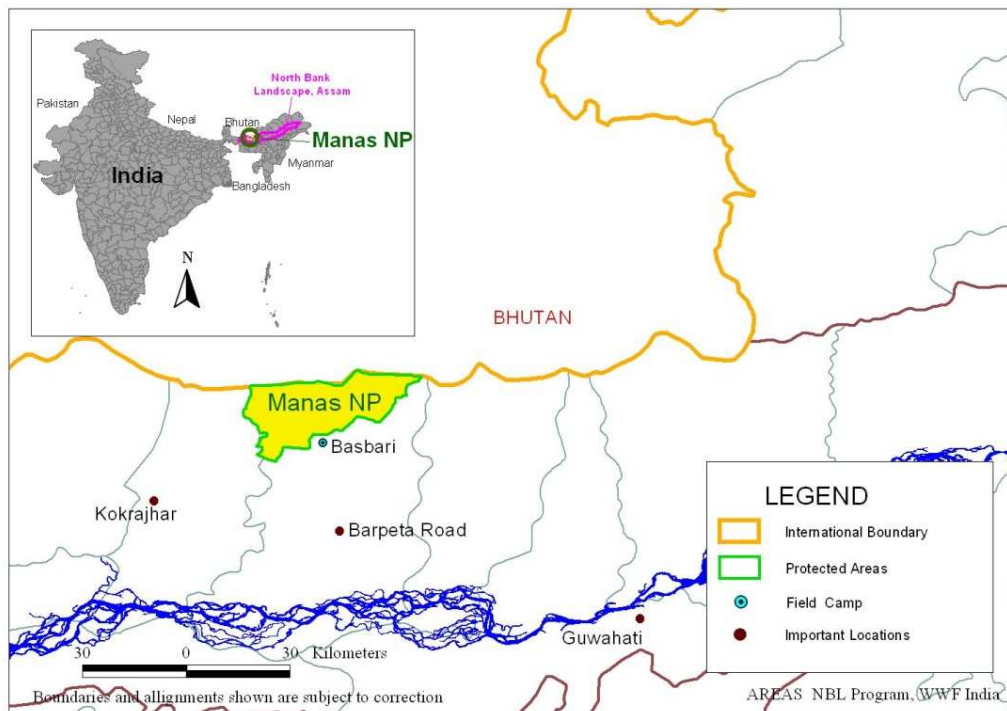 North Bank
Landscape, Assam
Pakistan
Nepal
Bhutan
Manas NP
India
Myanmar
Bangladesh
N
BHUTAN
Manas NP
Basbari
Kokrajhar
Barpeta Road
Guwahati
LEGEND
International Boundary
Protected Areas
Field Camp
Important Locations
30 0 30 Kilometers
Boundaries and allignments shown are subject to correction
AREAS NBL Program, WWF India